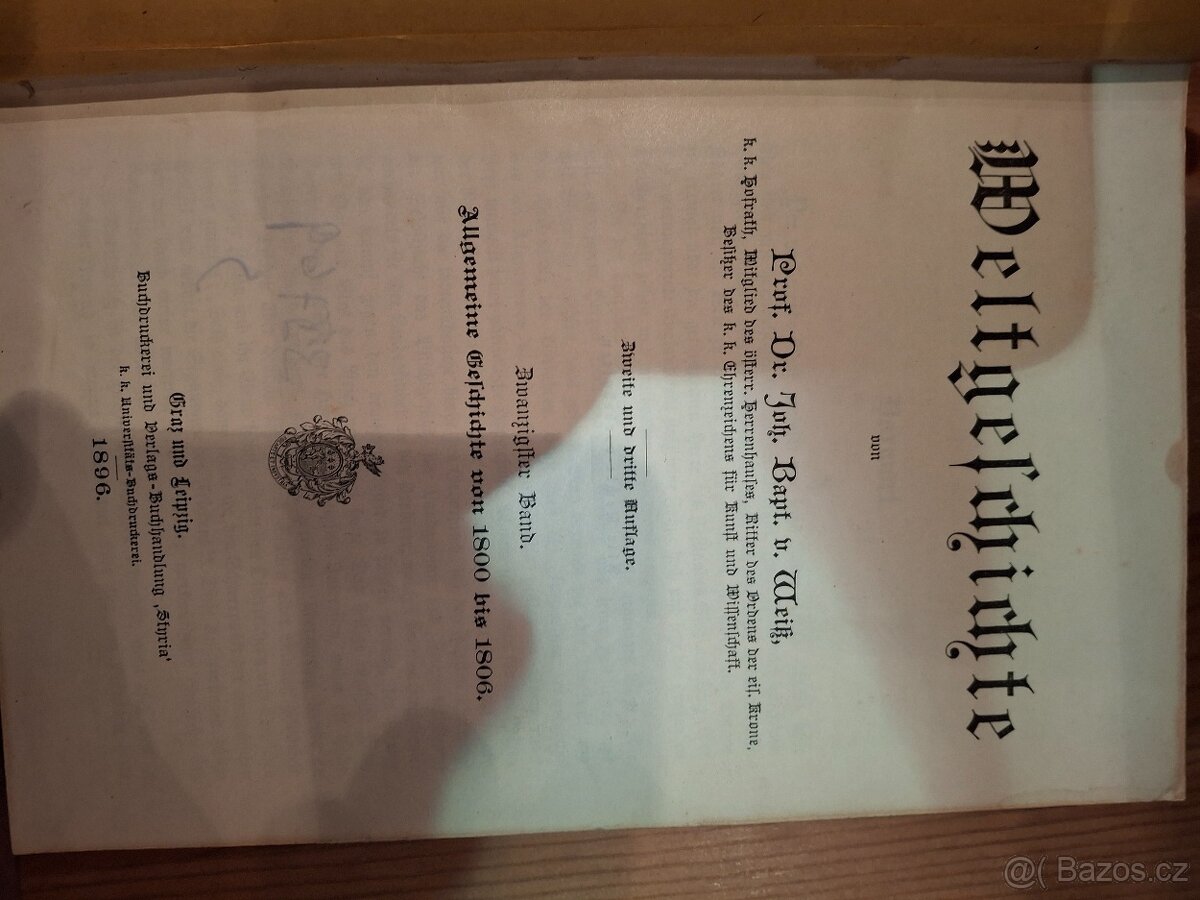 Weltgeschichte
von
Prof. Dr. Joh. Bapt. v. Weiß,
k. k. Hofrath, Mitglied des österr. Herrenhauses, Ritter des Ordens der eis. Krone,
Besitzer des k. k. Ehrenzeichens für Kunst und Wissenschaft.
Zweite und dritte Auflage.
Zwanzigster Band.
Allgemeine Geschichte von 1800 bis 1806.
Graz und Leipzig.
Buchdruckerei und Verlags-Buchhandlung ‚Styria‘
k. k. Universitäts-Buchdruckerei.
1896.
@( Bazos.cz